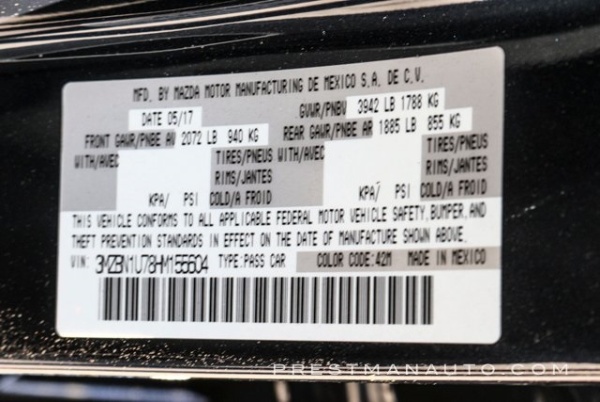 MFD. BY MAZDA MOTOR MANUFACTURING DE MEXICO S.A. DE C.V.
DATE 05/17 GVWR/PNBV 3942 LB 1788 KG
FRONT GAWR/PNBE AV 2072 LB 940 KG REAR GAWR/PNBE AR 1885 LB 855 KG
WITH/AVEC TIRES/PNEUS WITH/AVEC TIRES/PNEUS
RIMS/JANTES RIMS/JANTES
KPA/ PSI COLD/A FROID KPA/ PSI COLD/A FROID
THIS VEHICLE CONFORMS TO ALL APPLICABLE FEDERAL MOTOR VEHICLE SAFETY, BUMPER, AND
THEFT PREVENTION STANDARDS IN EFFECT ON THE DATE OF MANUFACTURE SHOWN ABOVE.
VIN: 3MZBN1U78HM155604 TYPE:PASS CAR COLOR CODE:42M MADE IN MEXICO
PRESTMANAUTO.COM